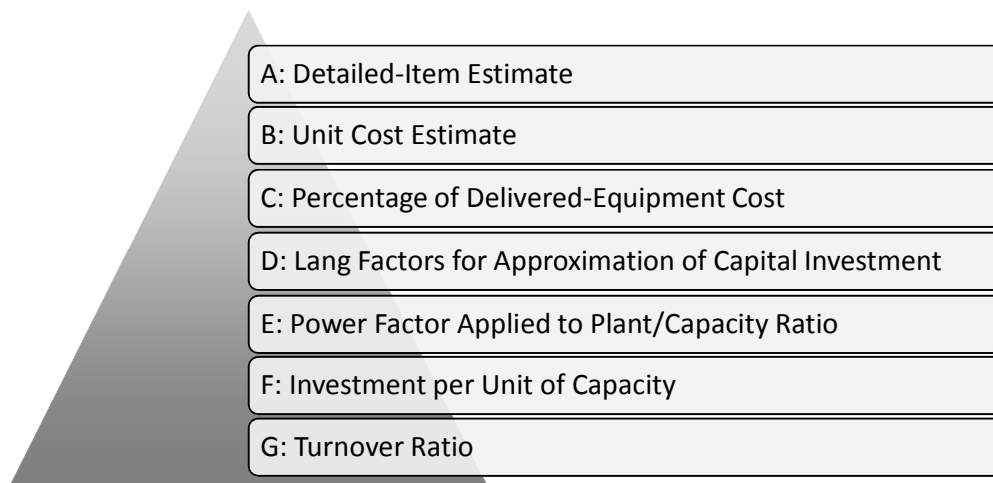 A: Detailed-Item Estimate
B: Unit Cost Estimate
C: Percentage of Delivered-Equipment Cost
D: Lang Factors for Approximation of Capital Investment
E: Power Factor Applied to Plant/Capacity Ratio
F: Investment per Unit of Capacity
G: Turnover Ratio